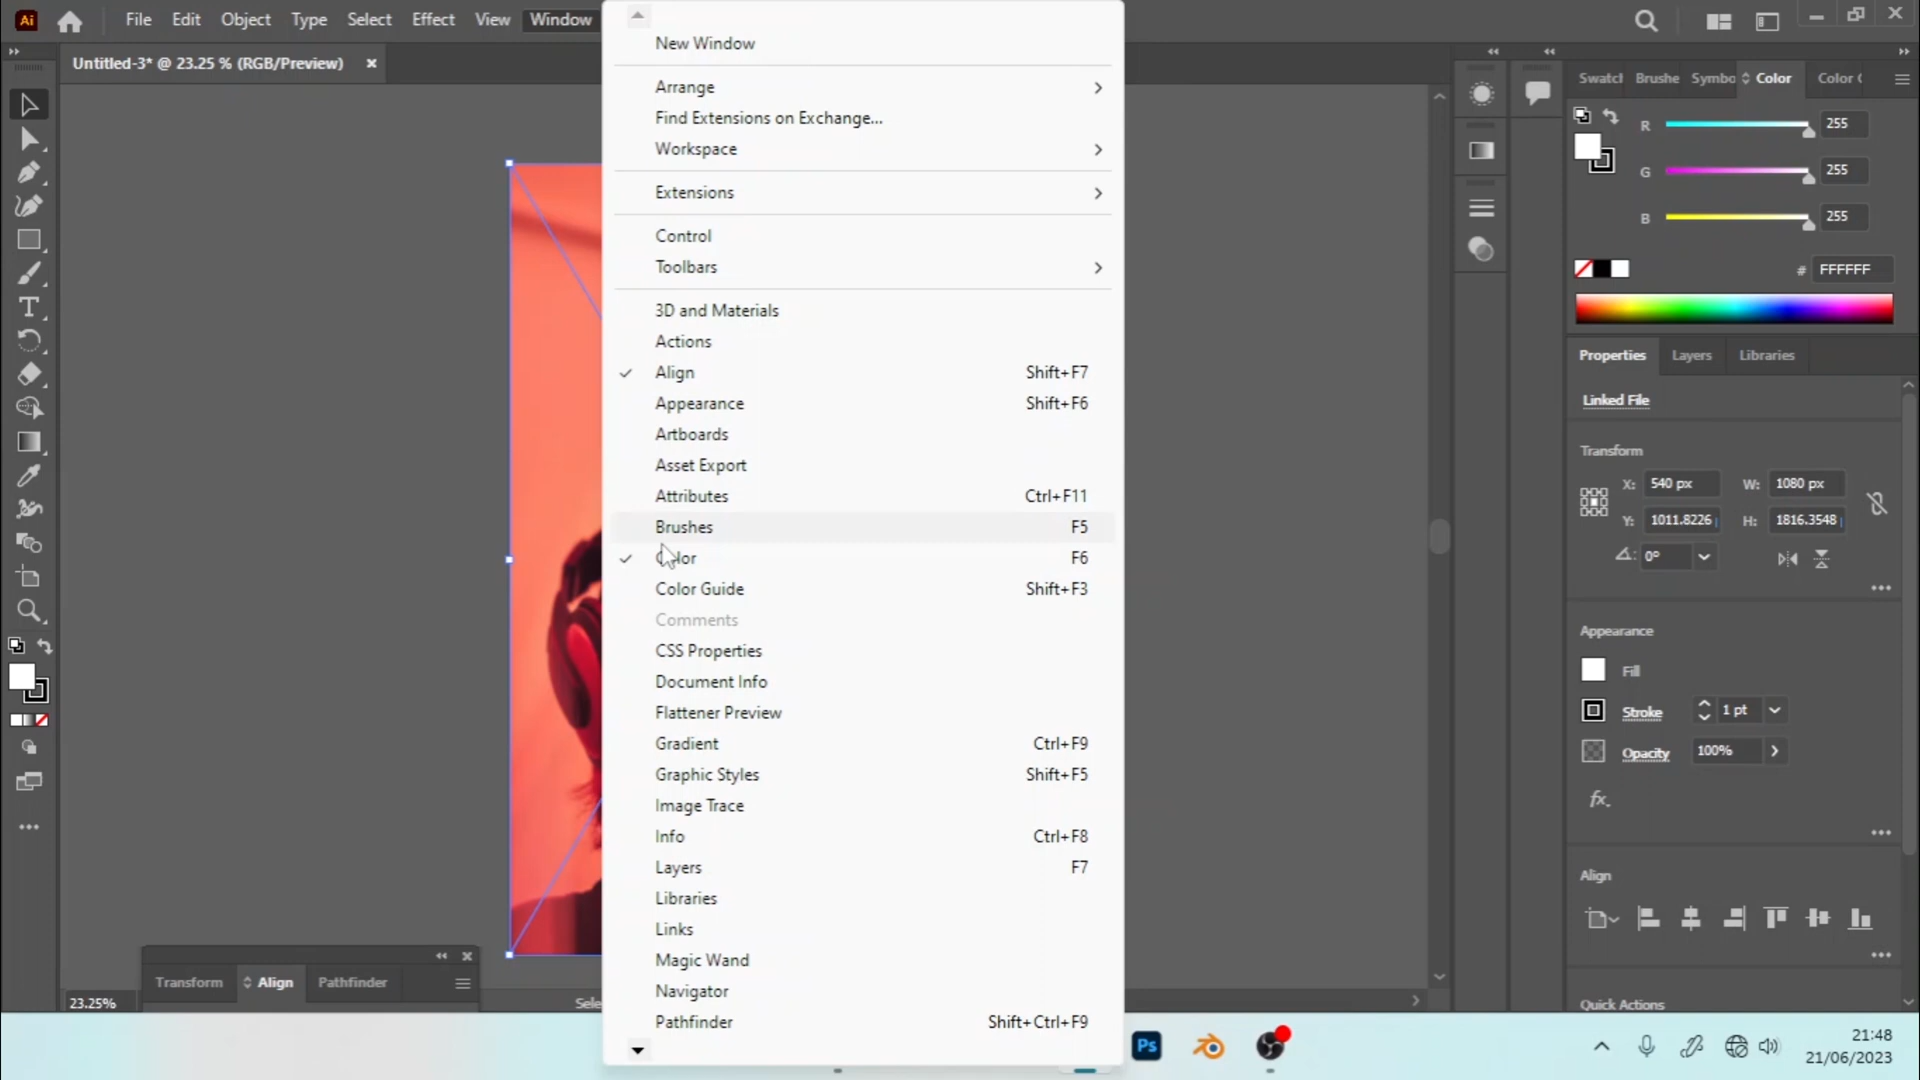 Ai
File Edit Object Type Select Effect View Window
Untitled-3* @ 23.25 % (RGB/Preview)
New Window
Arrange
Find Extensions on Exchange...
Workspace
Extensions
Control
Toolbars
3D and Materials
Actions
Align Shift+F7
Appearance Shift+F6
Artboards
Asset Export
Attributes Ctrl+F11
Brushes F5
Color F6
Color Guide Shift+F3
Comments
CSS Properties
Document Info
Flattener Preview
Gradient Ctrl+F9
Graphic Styles Shift+F5
Image Trace
Info Ctrl+F8
Layers F7
Libraries
Links
Magic Wand
Navigator
Pathfinder Shift+Ctrl+F9
Swatcl Brushe Symbo Color Color (
R 255
G 255
B 255
# FFFFFF
Properties Layers Libraries
Linked File
Transform
X: 540 px W: 1080 px
Y: 1011.8226 H: 1816.3548
0°
Appearance
Fill
Stroke 1 pt
Opacity 100%
fx.
Align
Quick Actions
Transform Align Pathfinder
23.25% Sele
Ps
21:48
21/06/2023